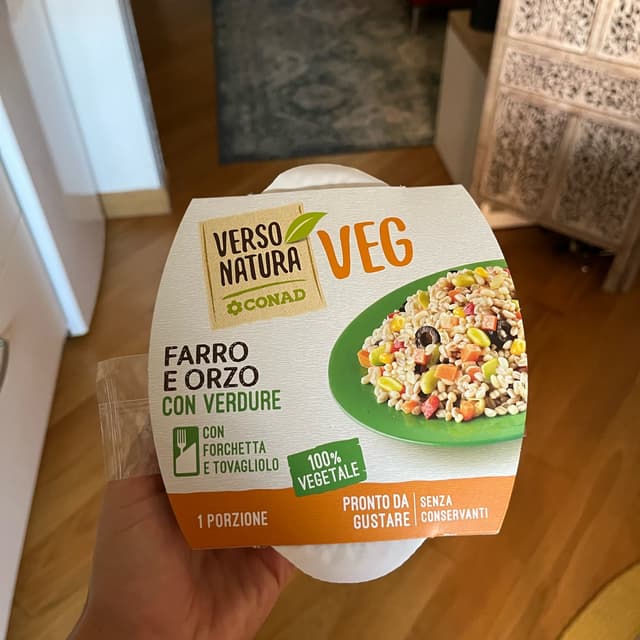 VERSO
NATURA
CONAD
VEG
FARRO
E ORZO
CON VERDURE
CON
FORCHETTA
E TOVAGLIOLO
100%
VEGETALE
1 PORZIONE
PRONTO DA
GUSTARE
SENZA
CONSERVANTI